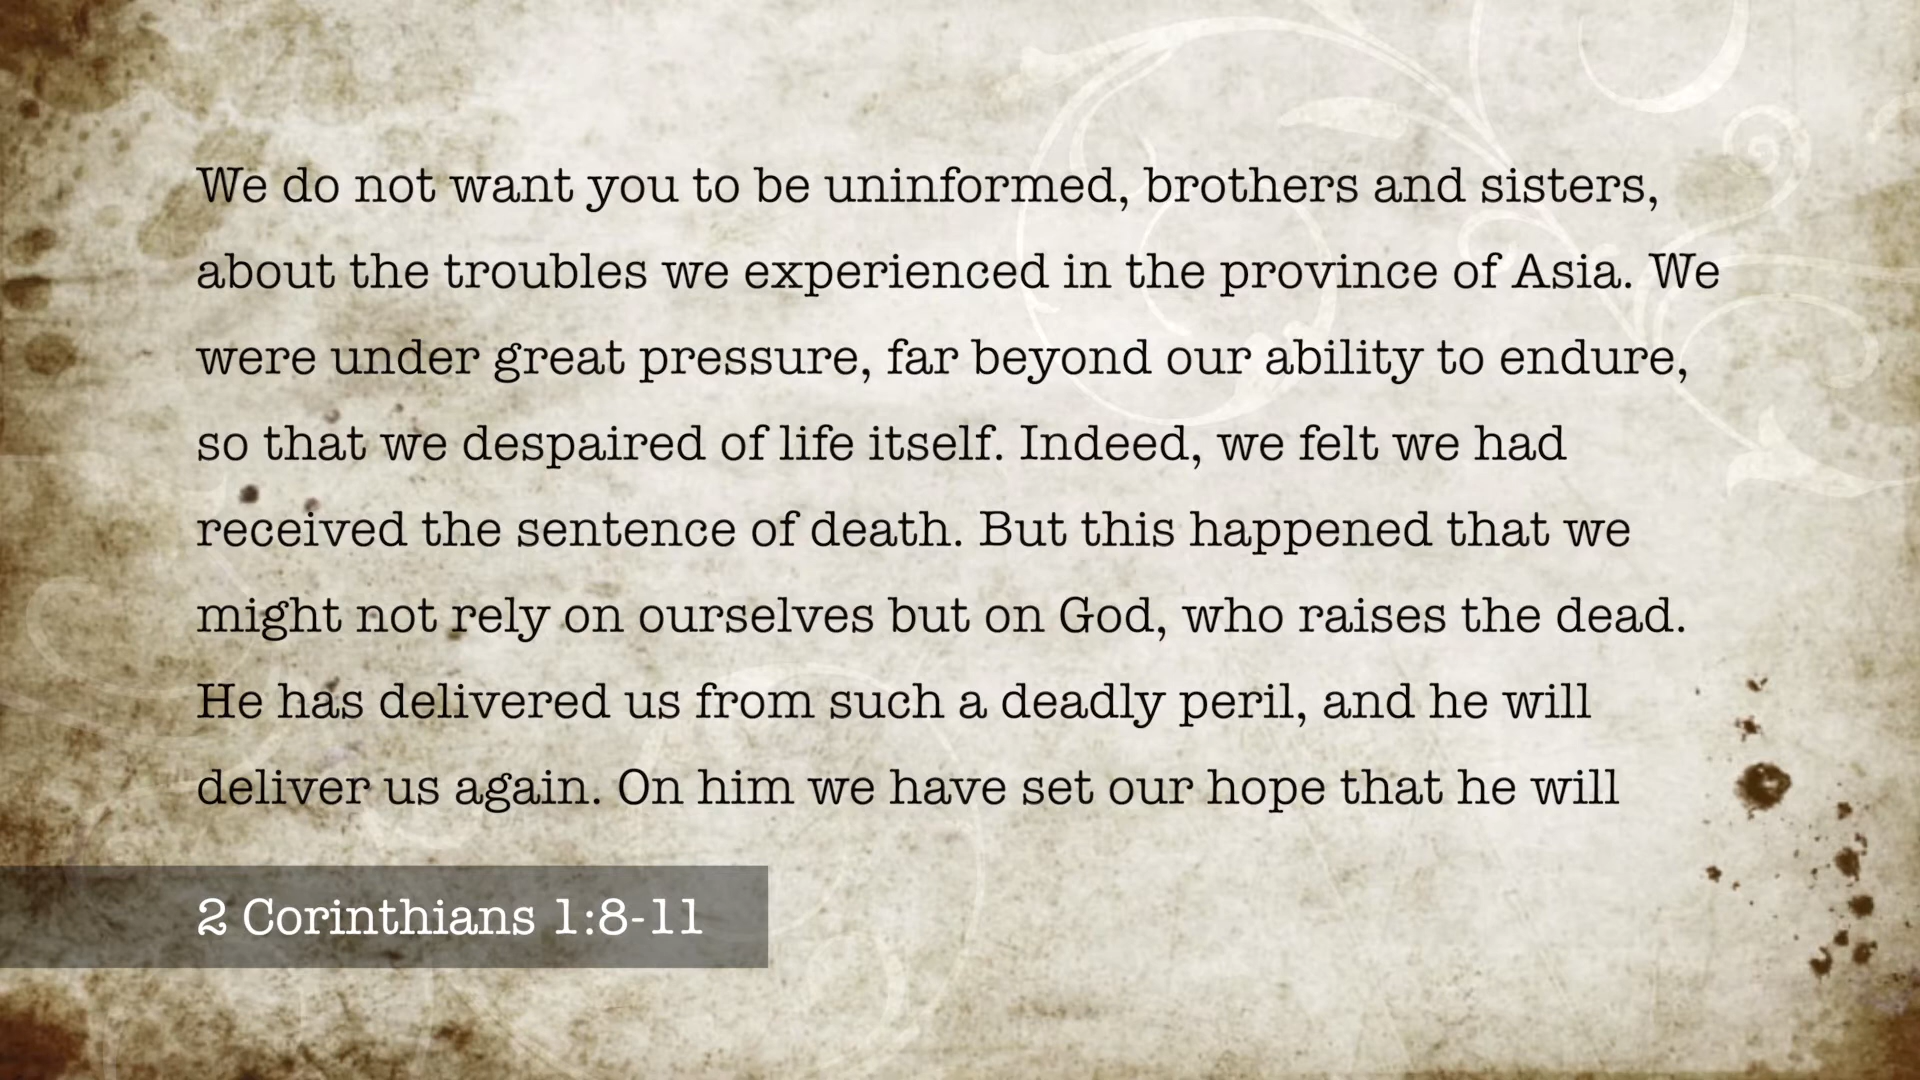 We do not want you to be uninformed, brothers and sisters,
about the troubles we experienced in the province of Asia. We
were under great pressure, far beyond our ability to endure,
so that we despaired of life itself. Indeed, we felt we had
received the sentence of death. But this happened that we
might not rely on ourselves but on God, who raises the dead.
He has delivered us from such a deadly peril, and he will
deliver us again. On him we have set our hope that he will
2 Corinthians 1:8-11